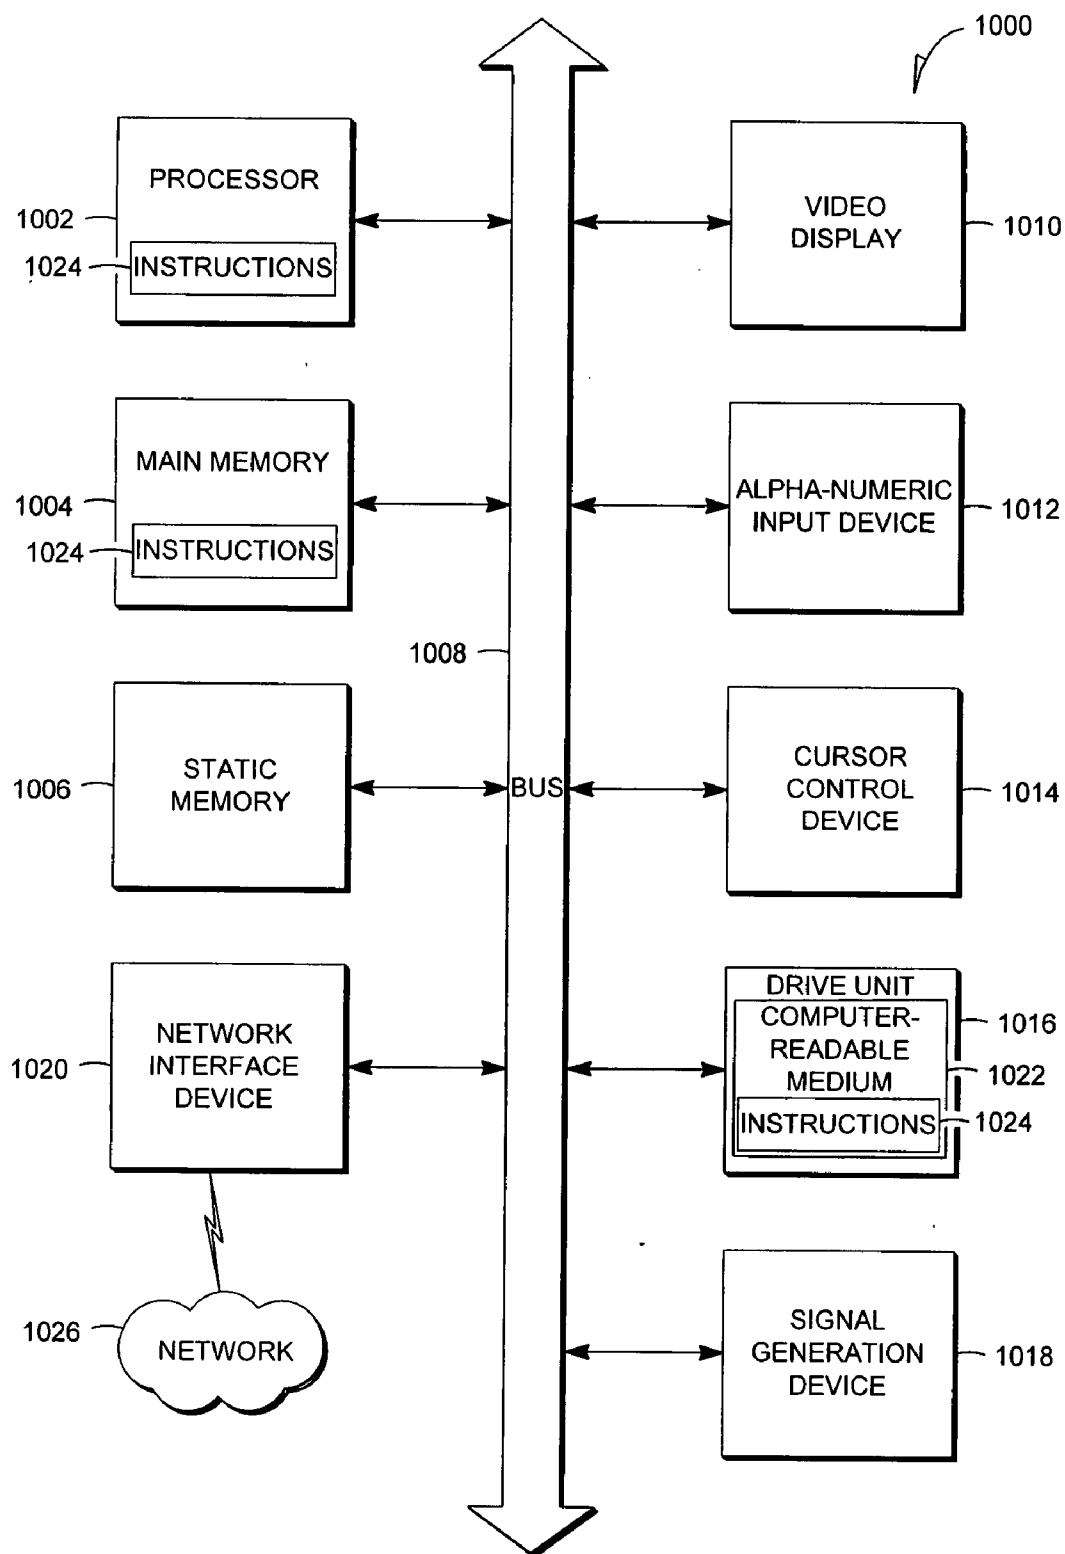 1000
PROCESSOR
1002
1024
INSTRUCTIONS
VIDEO
DISPLAY
1010
MAIN MEMORY
1004
1024
INSTRUCTIONS
ALPHA-NUMERIC
INPUT DEVICE
1012
1008
STATIC
MEMORY
1006
BUS
CURSOR
CONTROL
DEVICE
1014
NETWORK
INTERFACE
DEVICE
1020
DRIVE UNIT
COMPUTER-
READABLE
MEDIUM
INSTRUCTIONS
1016
1022
1024
1026
NETWORK
SIGNAL
GENERATION
DEVICE
1018